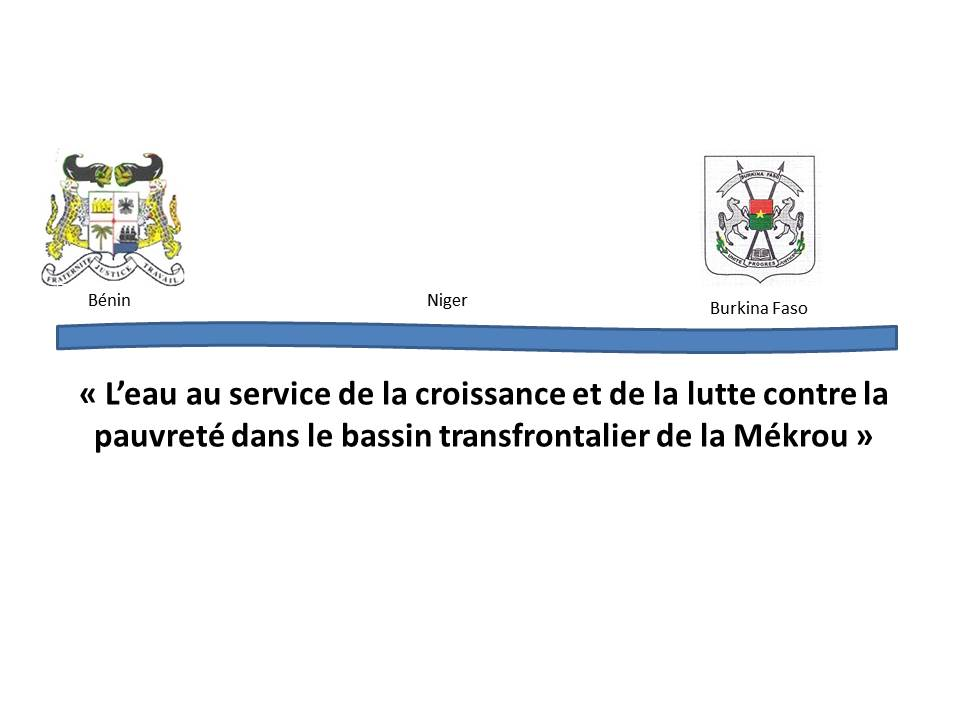 FRATERNITÉ JUSTICE TRAVAIL
BURKINA FASO
UNITE PROGRES JUSTICE
Bénin
Niger
Burkina Faso
« L’eau au service de la croissance et de la lutte contre la
pauvreté dans le bassin transfrontalier de la Mékrou »